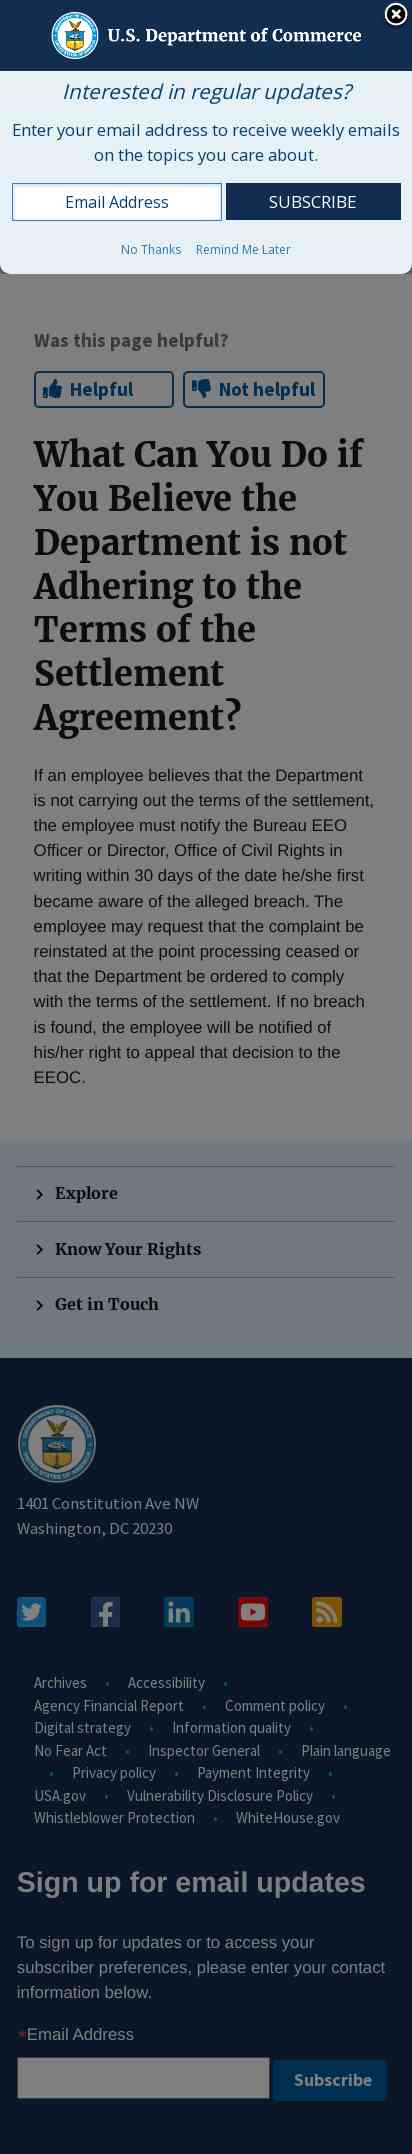 U.S. Department of Commerce
Interested in regular updates?
Enter your email address to receive weekly emails
on the topics you care about.
Email Address SUBSCRIBE
No Thanks Remind Me Later
Was this page helpful?
Helpful Not helpful
What Can You Do if
You Believe the
Department is not
Adhering to the
Terms of the
Settlement
Agreement?
If an employee believes that the Department
is not carrying out the terms of the settlement,
the employee must notify the Bureau EEO
Officer or Director, Office of Civil Rights in
writing within 30 days of the date he/she first
became aware of the alleged breach. The
employee may request that the complaint be
reinstated at the point processing ceased or
that the Department be ordered to comply
with the terms of the settlement. If no breach
is found, the employee will be notified of
his/her right to appeal that decision to the
EEOC.
Explore
Know Your Rights
Get in Touch
DEPARTMENT OF COMMERCE
UNITED STATES OF AMERICA
1401 Constitution Ave NW
Washington, DC 20230
Archives • Accessibility •
Agency Financial Report • Comment policy •
Digital strategy • Information quality •
No Fear Act • Inspector General • Plain language
• Privacy policy • Payment Integrity •
USA.gov • Vulnerability Disclosure Policy •
Whistleblower Protection • WhiteHouse.gov
Sign up for email updates
To sign up for updates or to access your
subscriber preferences, please enter your contact
information below.
*Email Address
Subscribe